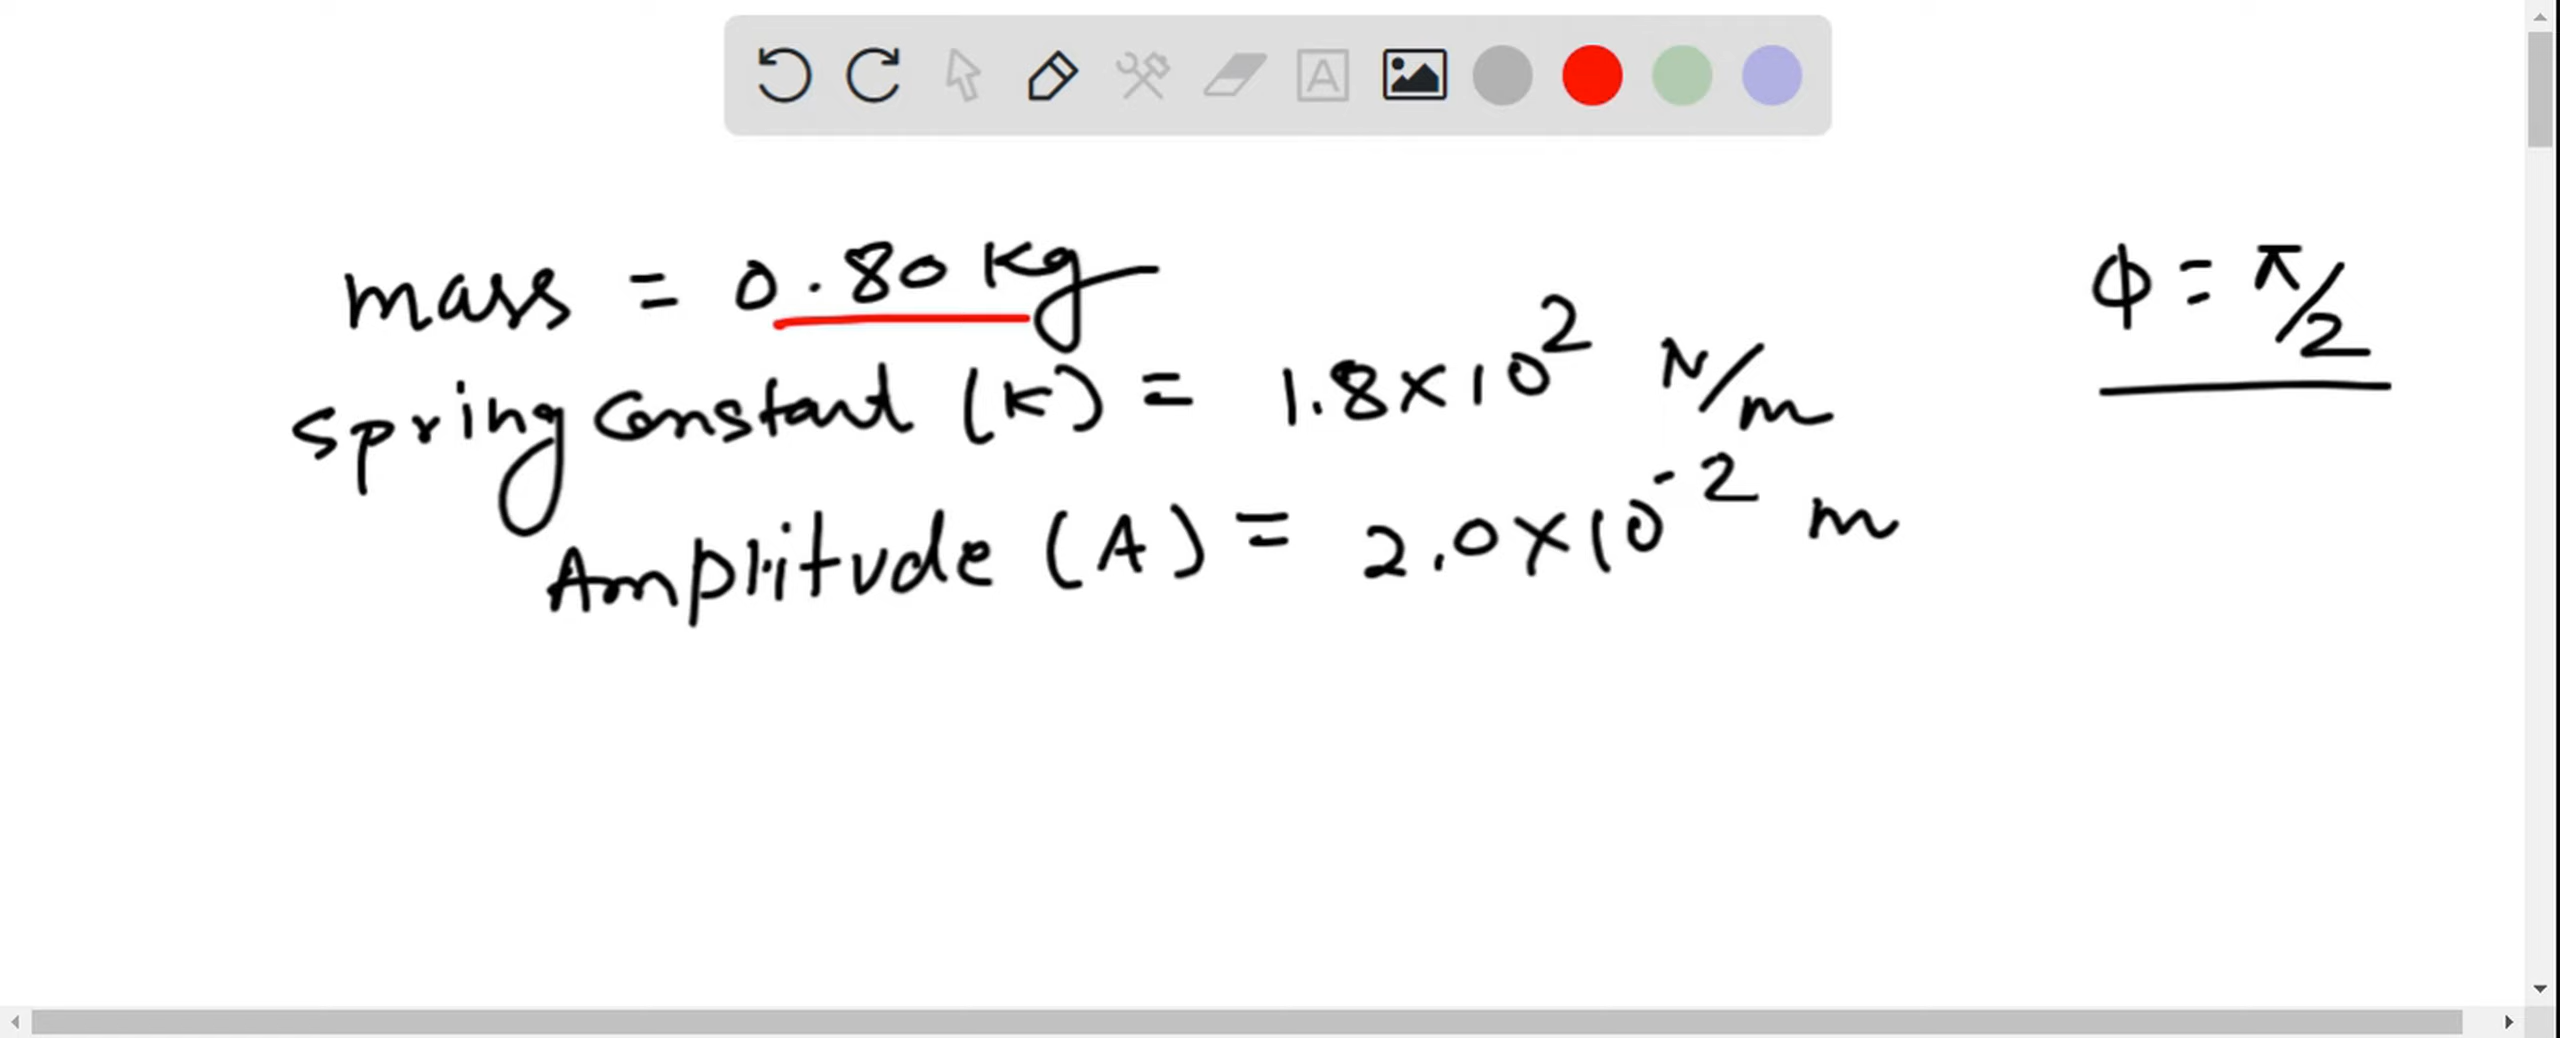 mass = 0.80 kg
ϕ = π/2
spring constant (K) = 1.8×10² N/m
Amplitude (A) = 2.0×10⁻² m